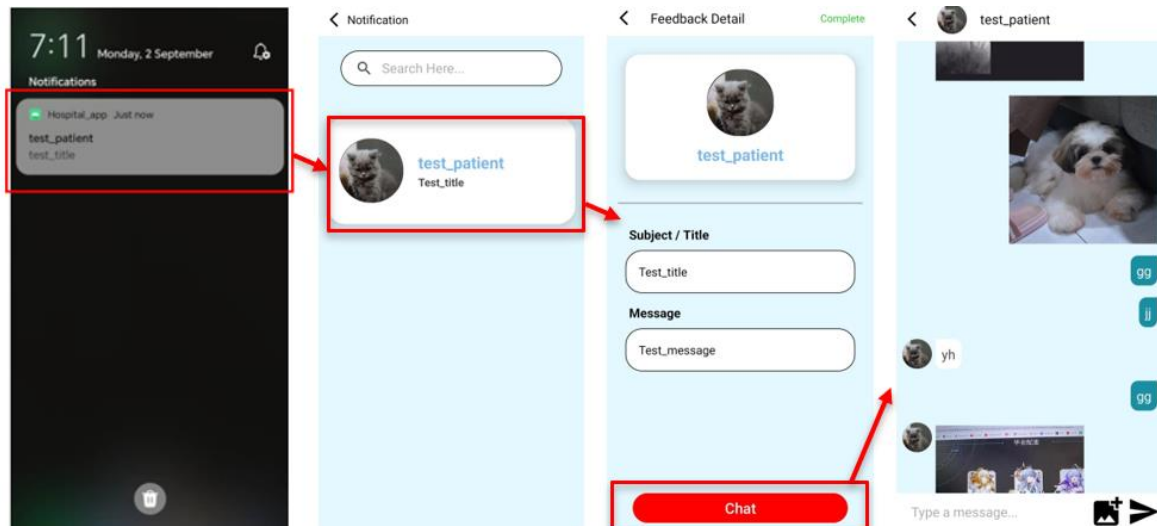 7:11 Monday, 2 September
Notifications
Hospital_app Just now
test_patient
test_title
Notification
Search Here...
test_patient
Test_title
Feedback Detail Complete
test_patient
Subject / Title
Test_title
Message
Test_message
Chat
test_patient
gg
jj
yh
gg
Type a message...